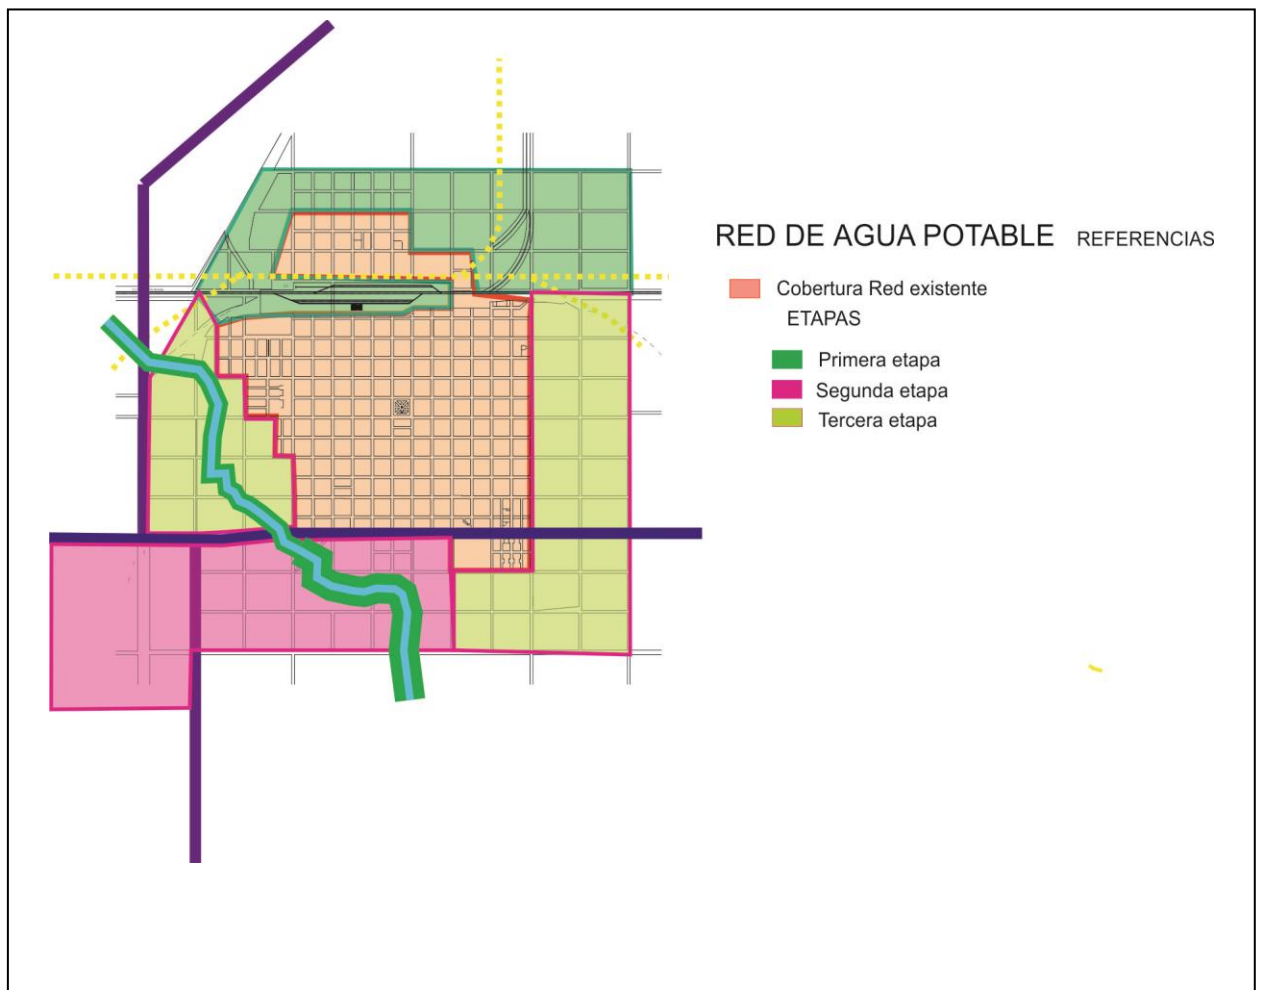 RED DE AGUA POTABLE REFERENCIAS
Cobertura Red existente
ETAPAS
Primera etapa
Segunda etapa
Tercera etapa